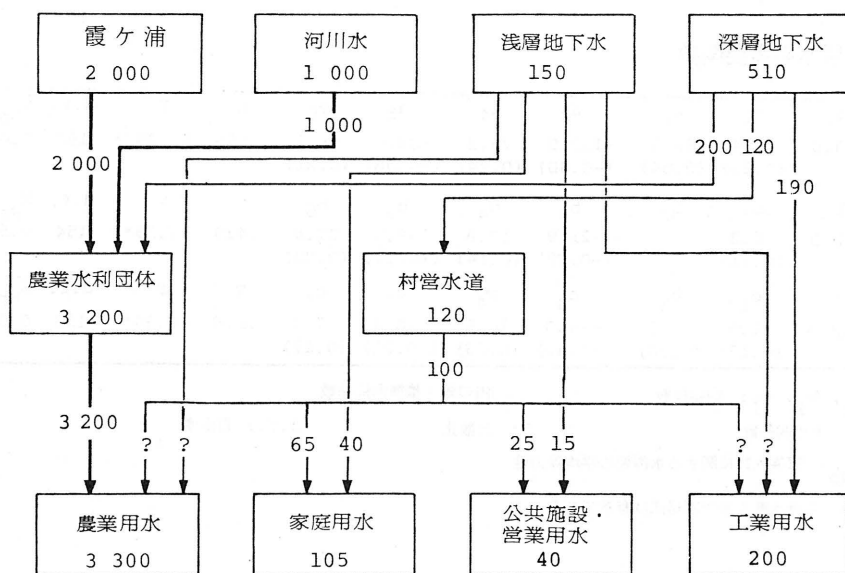 霞ケ浦
2 000
河川水
1 000
浅層地下水
150
深層地下水
510
1 000
2 000
200
120
190
農業水利団体
3 200
村営水道
120
100
3 200
?
?
65
40
25
15
?
?
農業用水
3 300
家庭用水
105
公共施設・
営業用水
40
工業用水
200